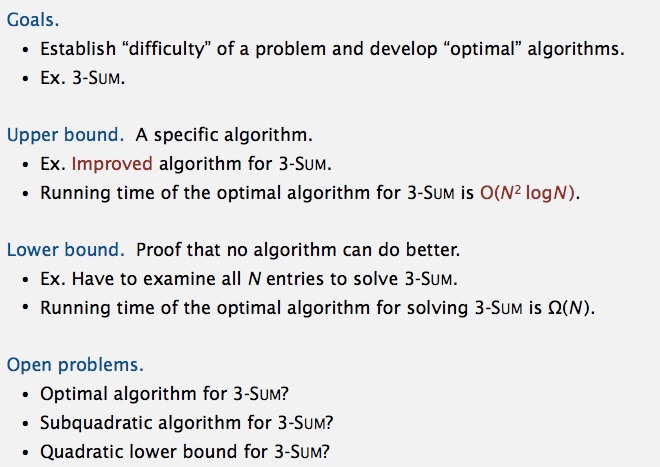 Goals.
• Establish “difficulty” of a problem and develop “optimal” algorithms.
• Ex. 3-SUM.
Upper bound. A specific algorithm.
• Ex. Improved algorithm for 3-SUM.
• Running time of the optimal algorithm for 3-SUM is O(N² logN).
Lower bound. Proof that no algorithm can do better.
• Ex. Have to examine all N entries to solve 3-SUM.
• Running time of the optimal algorithm for solving 3-SUM is Ω(N).
Open problems.
• Optimal algorithm for 3-SUM?
• Subquadratic algorithm for 3-SUM?
• Quadratic lower bound for 3-SUM?